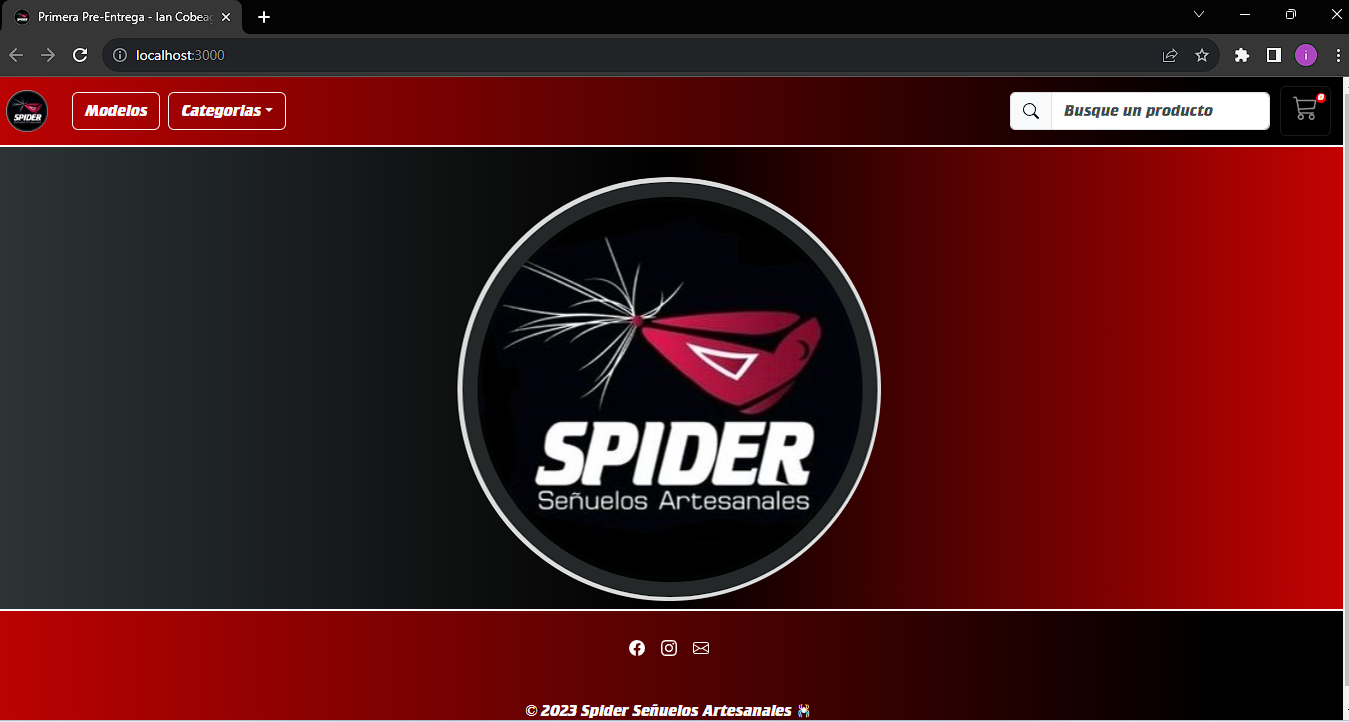 Primera Pre-Entrega - Ian Cobeag
localhost:3000
i
SPIDER
Modelos
Categorias
Busque un producto
0
SPIDER
Señuelos Artesanales
© 2023 Spider Señuelos Artesanales 🕷